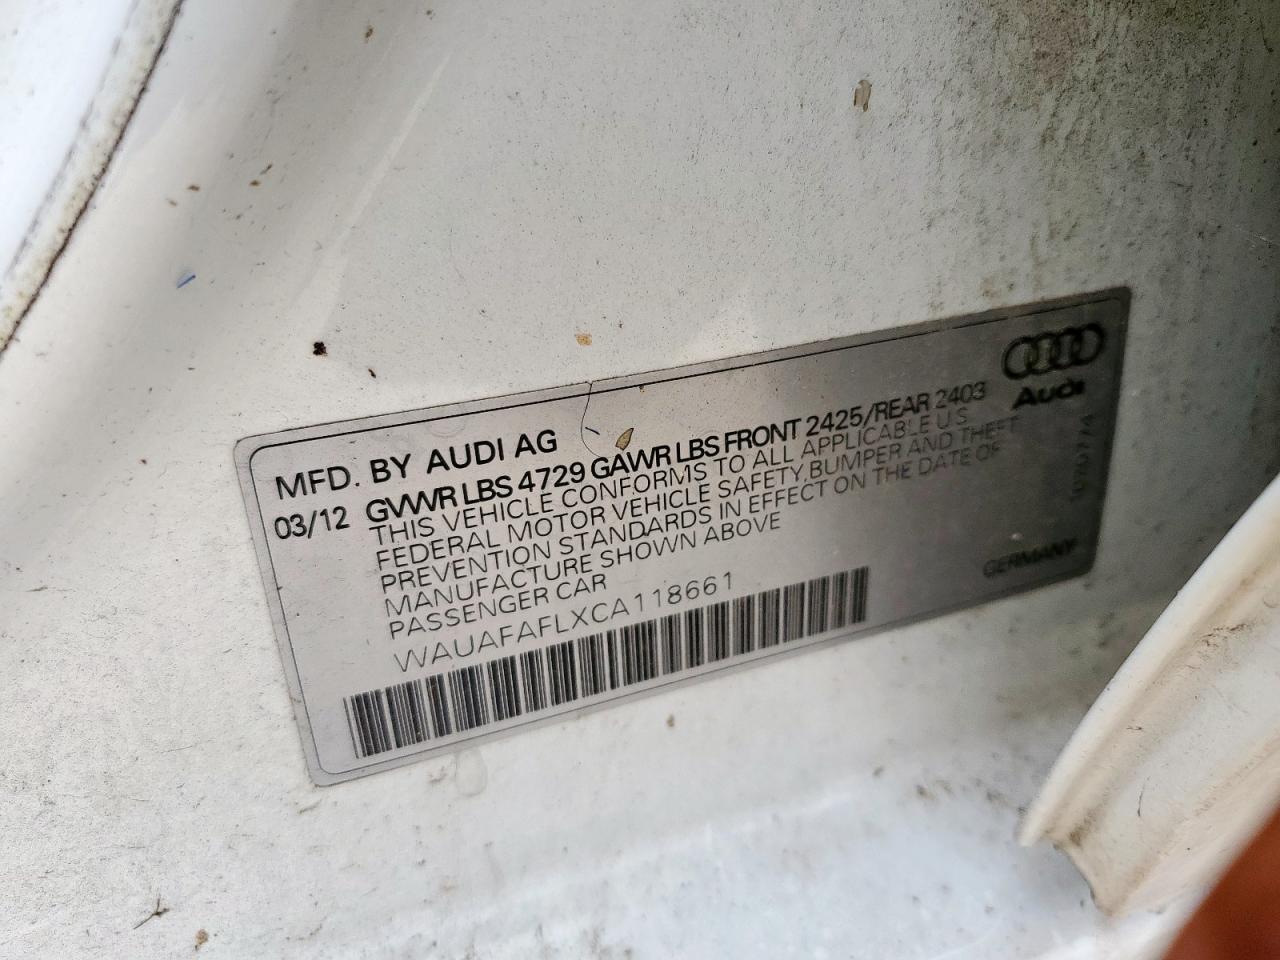 Audi
MFD. BY AUDI AG
03/12 GVWR LBS 4729 GAWR LBS FRONT 2425/REAR 2403
THIS VEHICLE CONFORMS TO ALL APPLICABLE U S
FEDERAL MOTOR VEHICLE SAFETY,BUMPER AND THEFT
PREVENTION STANDARDS IN EFFECT ON THE DATE OF
MANUFACTURE SHOWN ABOVE
PASSENGER CAR
WAUAFAFLXCA118661
GERMANY